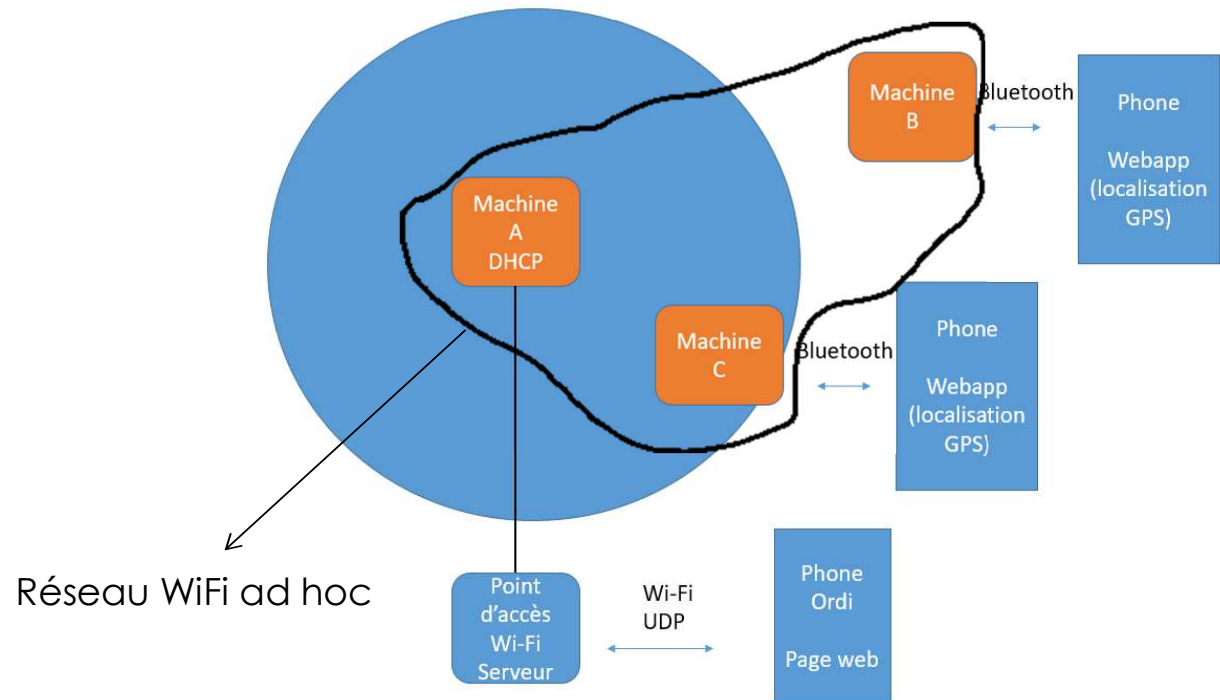 Machine
B
Bluetooth
Phone
Webapp
(localisation
GPS)
Machine
A
DHCP
Machine
C
Bluetooth
Phone
Webapp
(localisation
GPS)
Réseau WiFi ad hoc
Point
d’accès
Wi-Fi
Serveur
Wi-Fi
UDP
Phone
Ordi
Page web